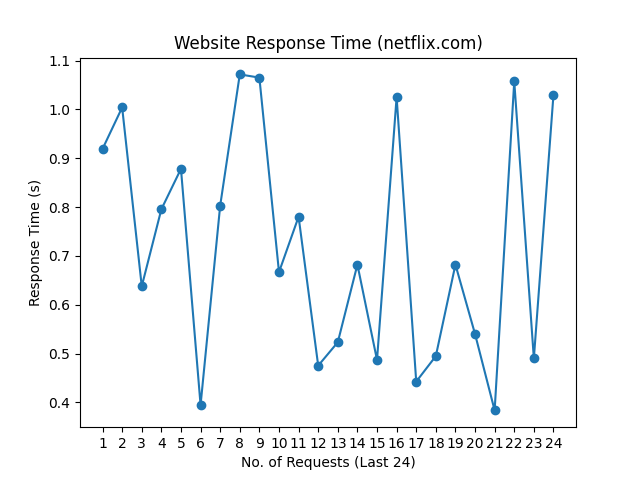 Website Response Time (netflix.com)
Response Time (s)
1.1
1.0
0.9
0.8
0.7
0.6
0.5
0.4
1 2 3 4 5 6 7 8 9 10 11 12 13 14 15 16 17 18 19 20 21 22 23 24
No. of Requests (Last 24)